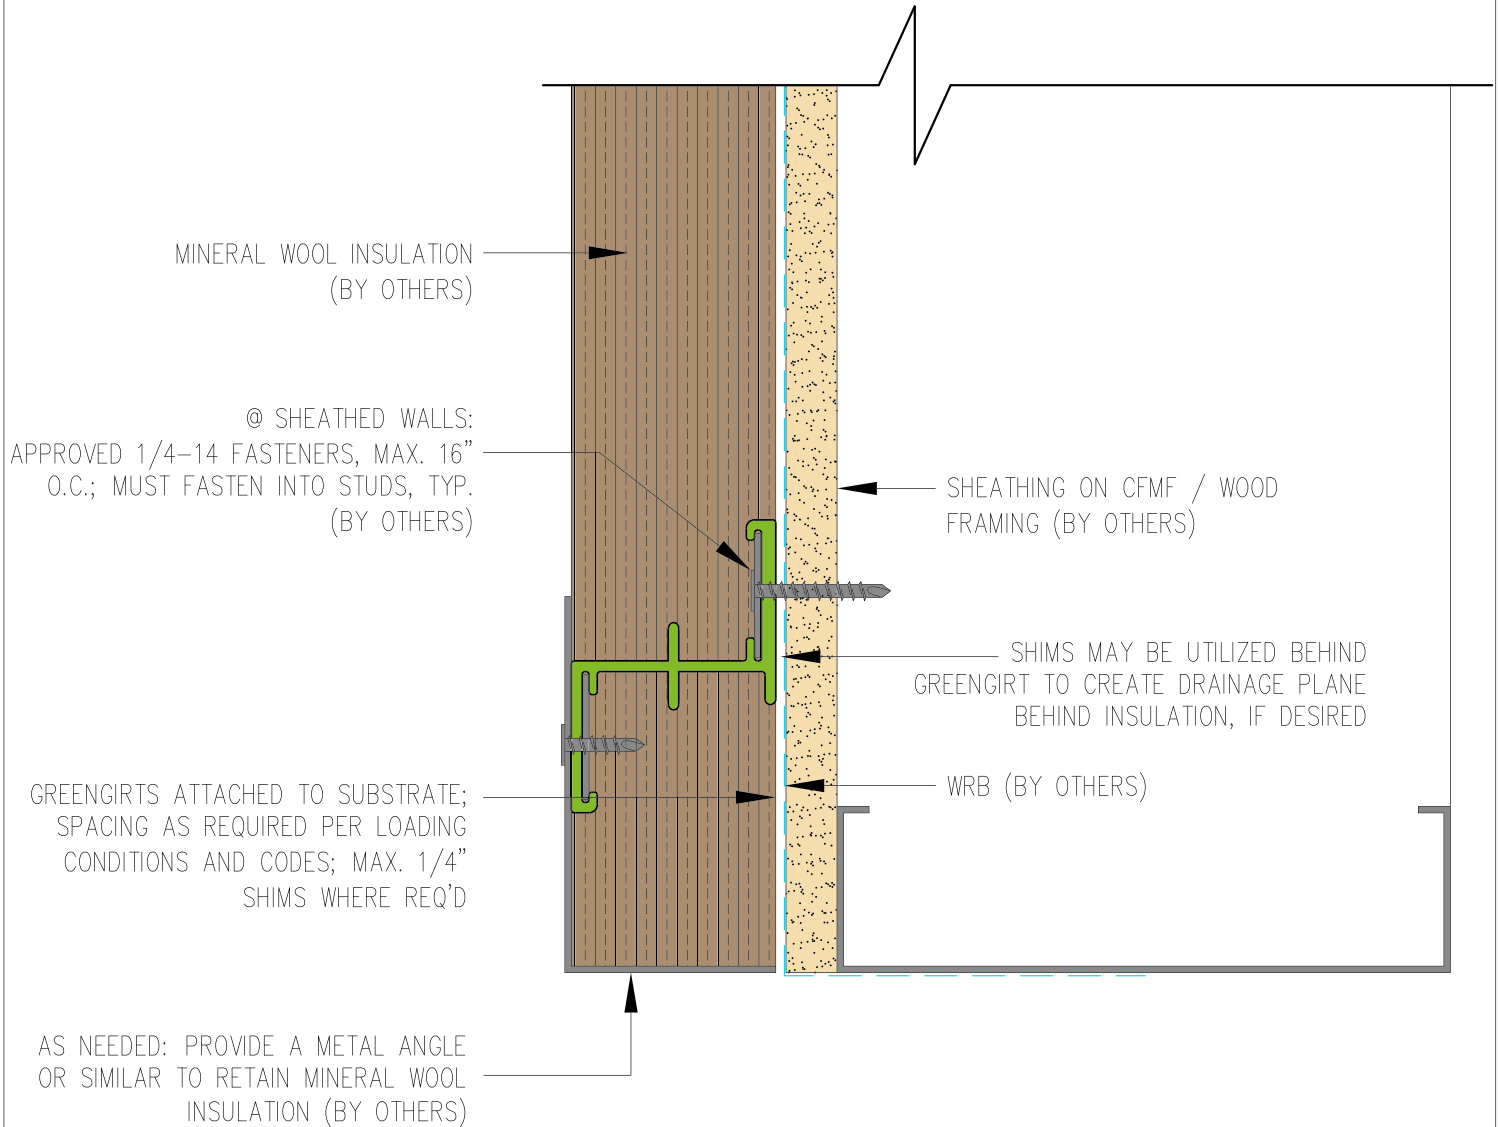 MINERAL WOOL INSULATION
(BY OTHERS)
@ SHEATHED WALLS:
APPROVED 1/4-14 FASTENERS, MAX. 16"
O.C.; MUST FASTEN INTO STUDS, TYP.
(BY OTHERS)
SHEATHING ON CFMF / WOOD
FRAMING (BY OTHERS)
SHIMS MAY BE UTILIZED BEHIND
GREENGIRT TO CREATE DRAINAGE PLANE
BEHIND INSULATION, IF DESIRED
WRB (BY OTHERS)
GREENGIRTS ATTACHED TO SUBSTRATE;
SPACING AS REQUIRED PER LOADING
CONDITIONS AND CODES; MAX. 1/4"
SHIMS WHERE REQ'D
AS NEEDED: PROVIDE A METAL ANGLE
OR SIMILAR TO RETAIN MINERAL WOOL
INSULATION (BY OTHERS)